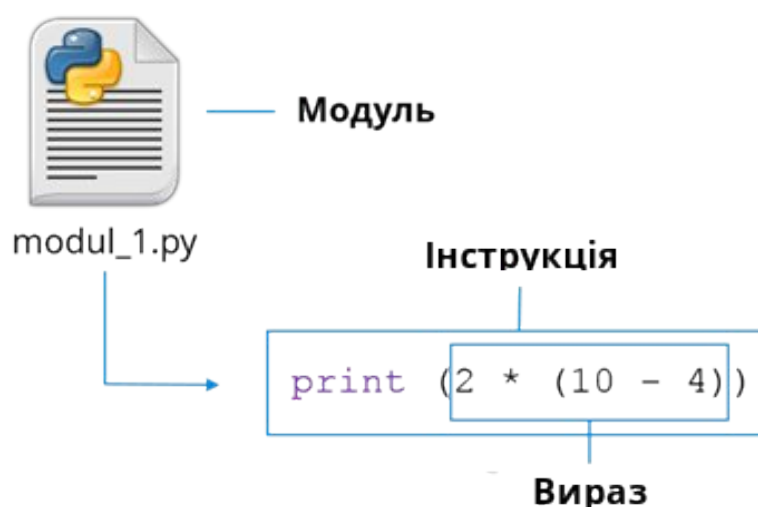 Модуль
modul_1.py
Інструкція
print (2 * (10 - 4))
Вираз